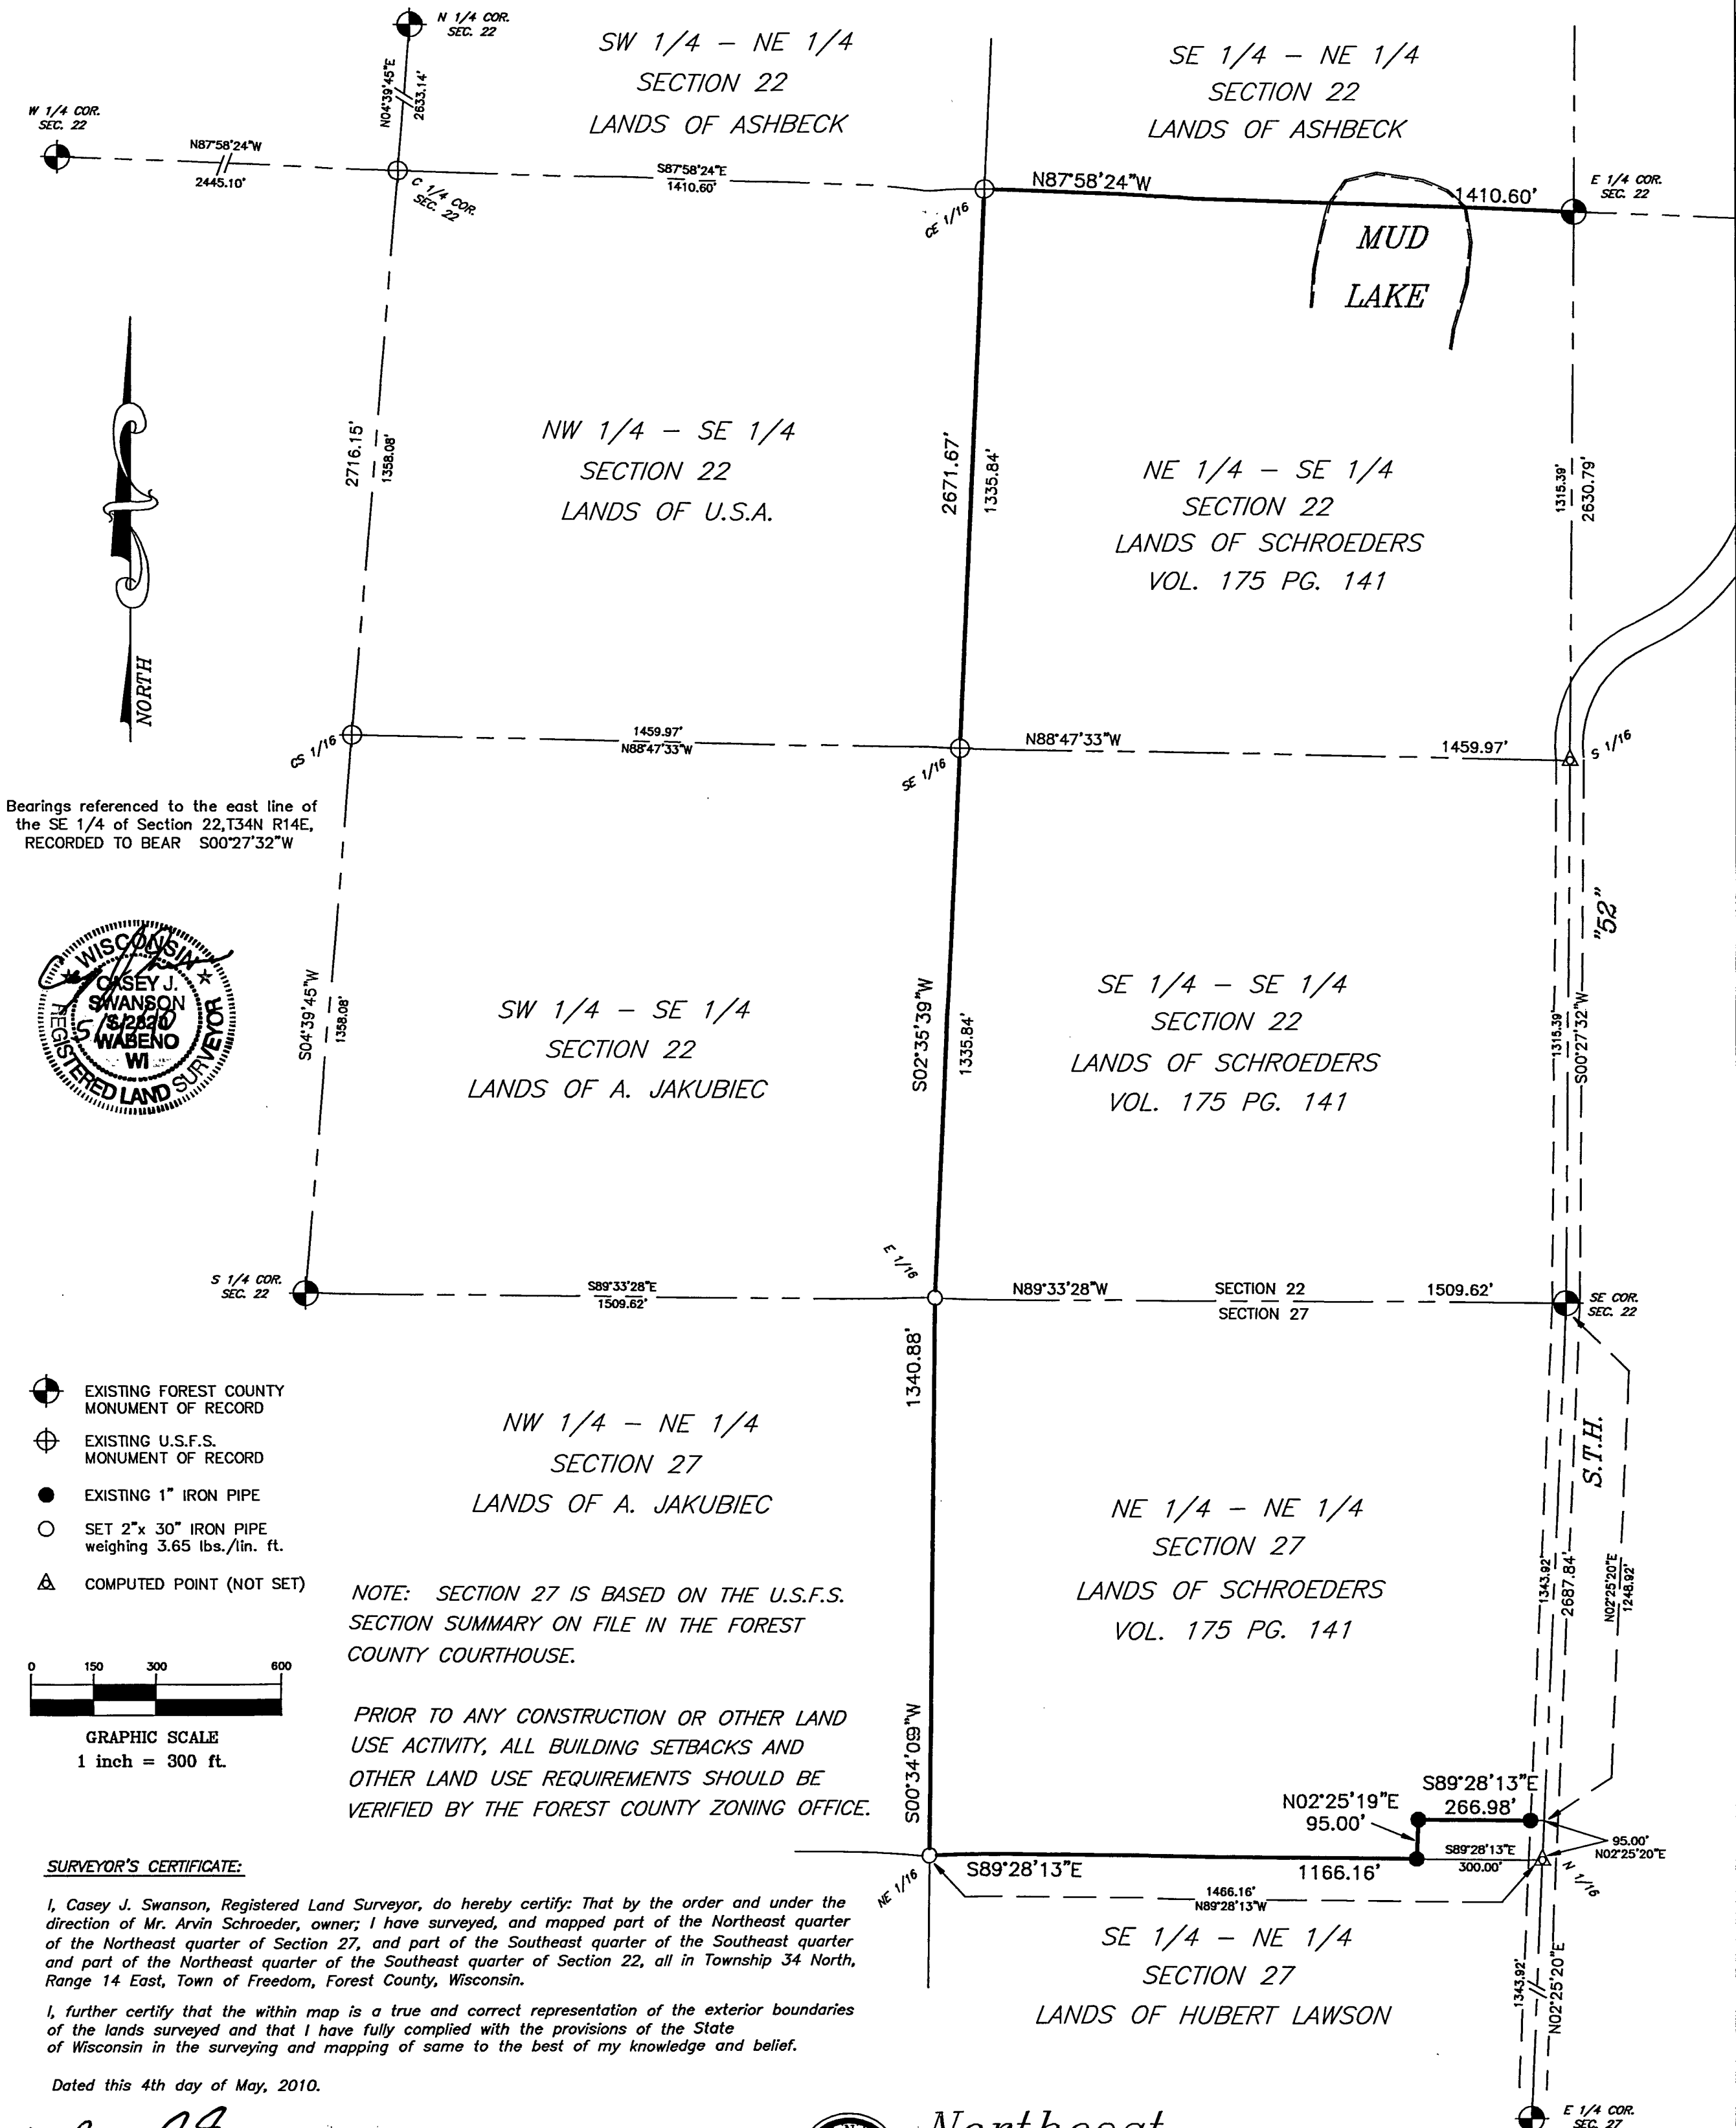 N 1/4 COR.
SEC. 22
SW 1/4 – NE 1/4
SECTION 22
LANDS OF ASHBECK
SE 1/4 – NE 1/4
SECTION 22
LANDS OF ASHBECK
W 1/4 COR.
SEC. 22
N04°39'45"E
2633.14'
N87°58'24"W
2445.10'
C 1/4 COR.
SEC. 22
S87°58'24"E
1410.60'
CE 1/16
N87°58'24"W
1410.60'
E 1/4 COR.
SEC. 22
MUD
LAKE
NORTH
2716.15'
1358.08'
NW 1/4 – SE 1/4
SECTION 22
LANDS OF U.S.A.
2671.67'
1335.84'
NE 1/4 – SE 1/4
SECTION 22
LANDS OF SCHROEDERS
VOL. 175 PG. 141
1315.39'
2630.79'
CS 1/16
1459.97'
N88°47'33"W
SE 1/16
N88°47'33"W
1459.97'
S 1/16
Bearings referenced to the east line of
the SE 1/4 of Section 22,T34N R14E,
RECORDED TO BEAR S00°27'32"W
WISCONSIN
CASEY J.
SWANSON
S-2820
WABENO
WI
REGISTERED LAND SURVEYOR
S04°39'45"W
1358.08'
SW 1/4 – SE 1/4
SECTION 22
LANDS OF A. JAKUBIEC
S02°35'39"W
1335.84'
SE 1/4 – SE 1/4
SECTION 22
LANDS OF SCHROEDERS
VOL. 175 PG. 141
1315.39'
S00°27'32"W
"52"
S 1/4 COR.
SEC. 22
S89°33'28"E
1509.62'
E 1/16
N89°33'28"W
SECTION 22
SECTION 27
1509.62'
SE COR.
SEC. 22
EXISTING FOREST COUNTY
MONUMENT OF RECORD
EXISTING U.S.F.S.
MONUMENT OF RECORD
EXISTING 1" IRON PIPE
SET 2"x 30" IRON PIPE
weighing 3.65 lbs./lin. ft.
COMPUTED POINT (NOT SET)
1340.88'
NW 1/4 – NE 1/4
SECTION 27
LANDS OF A. JAKUBIEC
NE 1/4 – NE 1/4
SECTION 27
LANDS OF SCHROEDERS
VOL. 175 PG. 141
S.T.H.
1343.92'
2687.84'
N02°25'20"E
1248.92'
NOTE: SECTION 27 IS BASED ON THE U.S.F.S.
SECTION SUMMARY ON FILE IN THE FOREST
COUNTY COURTHOUSE.
0 150 300 600
GRAPHIC SCALE
1 inch = 300 ft.
PRIOR TO ANY CONSTRUCTION OR OTHER LAND
USE ACTIVITY, ALL BUILDING SETBACKS AND
OTHER LAND USE REQUIREMENTS SHOULD BE
VERIFIED BY THE FOREST COUNTY ZONING OFFICE.
S00°34'09"W
N02°25'19"E
95.00'
S89°28'13"E
266.98'
95.00'
N02°25'20"E
S89°28'13"E
300.00'
N 1/16
NE 1/16
S89°28'13"E
1166.16'
1466.16'
N89°28'13"W
SE 1/4 – NE 1/4
SECTION 27
LANDS OF HUBERT LAWSON
1343.92'
N02°25'20"E
SURVEYOR'S CERTIFICATE:
I, Casey J. Swanson, Registered Land Surveyor, do hereby certify: That by the order and under the
direction of Mr. Arvin Schroeder, owner; I have surveyed, and mapped part of the Northeast quarter
of the Northeast quarter of Section 27, and part of the Southeast quarter of the Southeast quarter
and part of the Northeast quarter of the Southeast quarter of Section 22, all in Township 34 North,
Range 14 East, Town of Freedom, Forest County, Wisconsin.
I, further certify that the within map is a true and correct representation of the exterior boundaries
of the lands surveyed and that I have fully complied with the provisions of the State
of Wisconsin in the surveying and mapping of same to the best of my knowledge and belief.
Dated this 4th day of May, 2010.
Northeast
E 1/4 COR.
SEC. 27